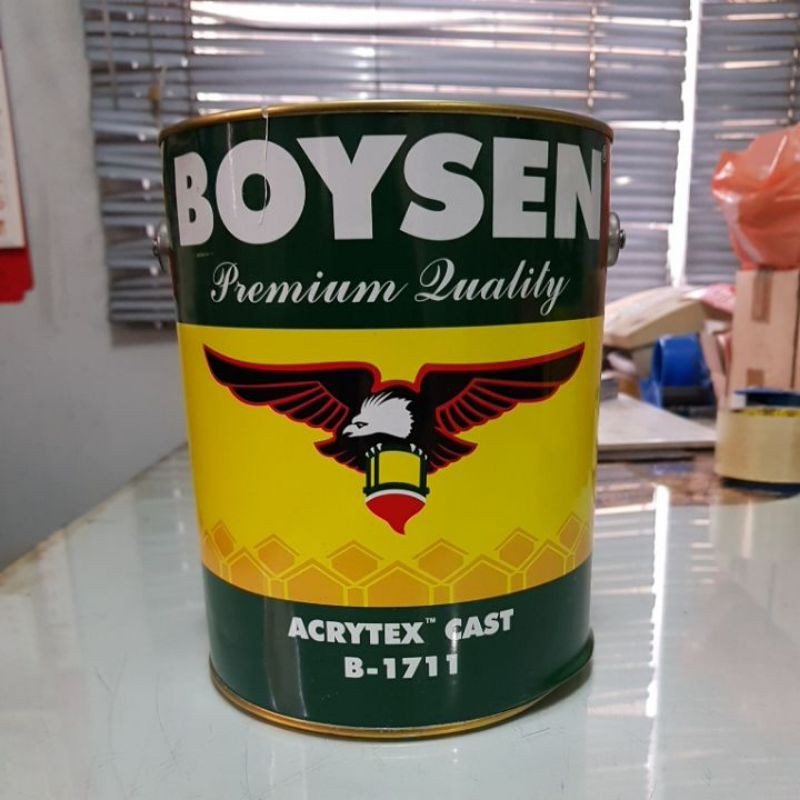 BOYSEN®
Premium Quality
ACRYTEX™ CAST
B-1711